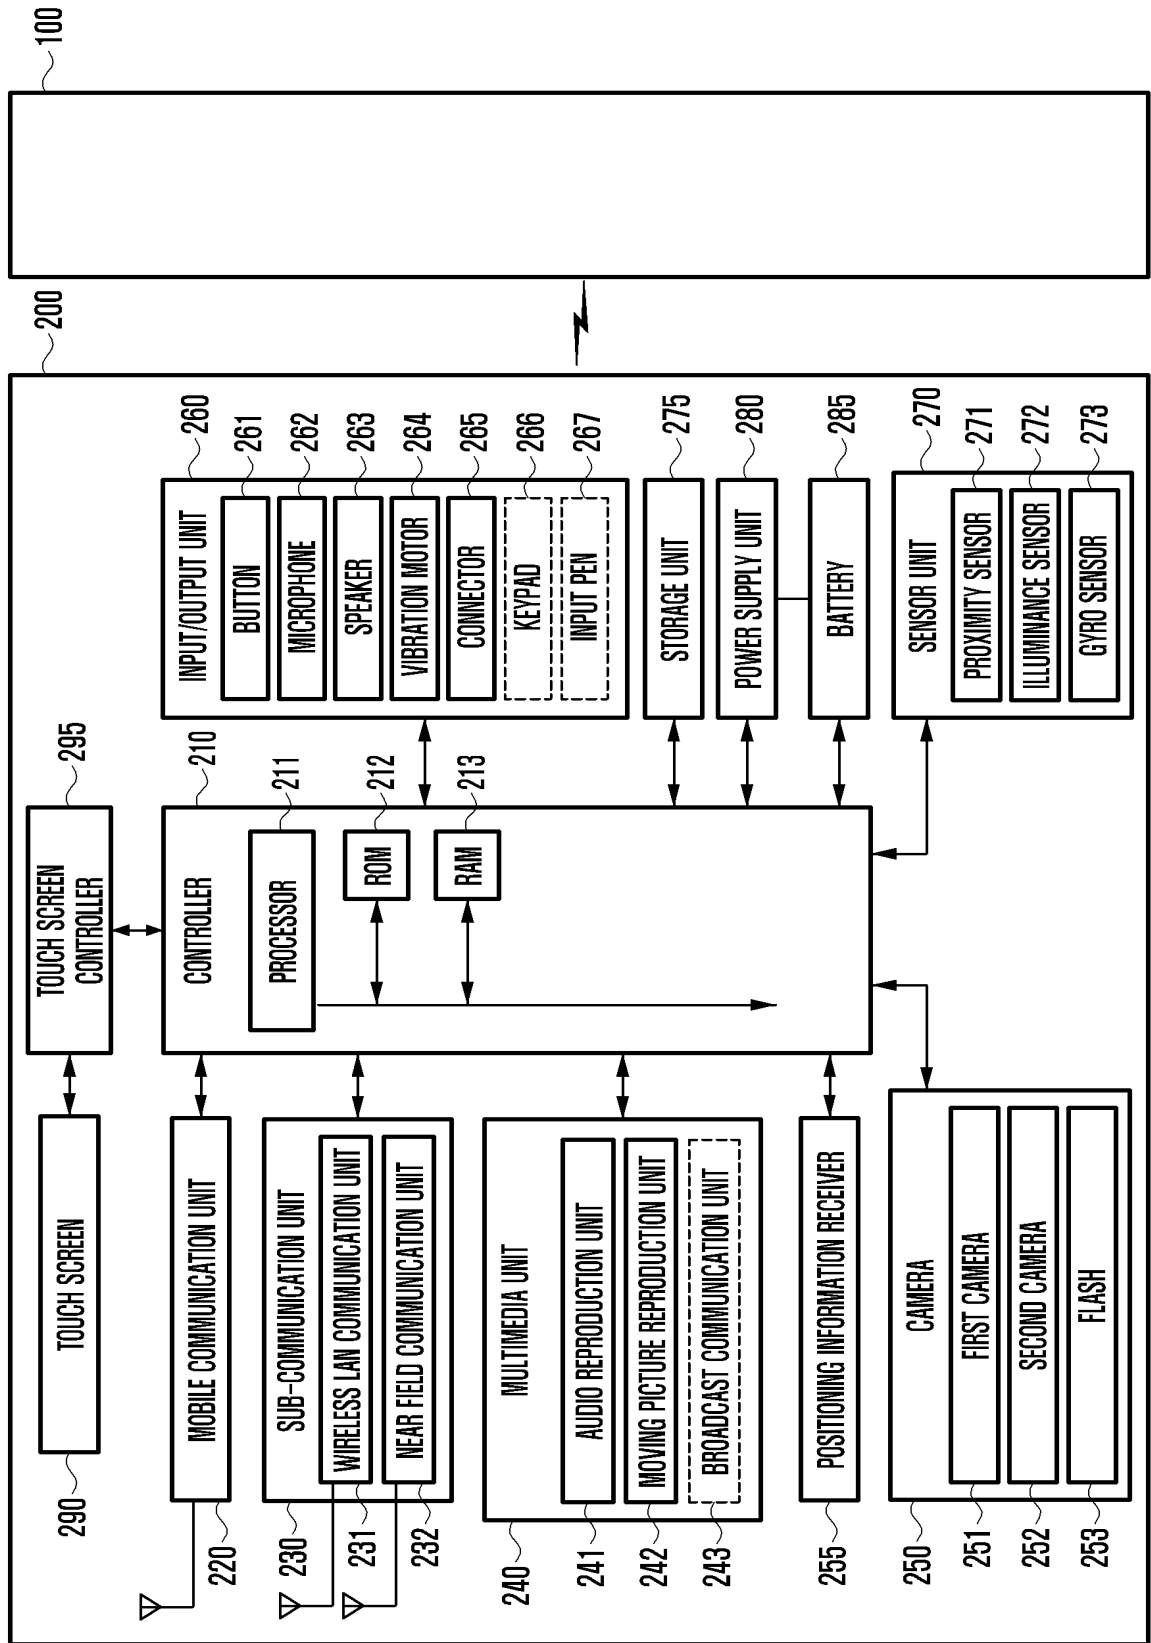 100
200
TOUCH SCREEN
290
TOUCH SCREEN
CONTROLLER
295
MOBILE COMMUNICATION UNIT
220
SUB-COMMUNICATION UNIT
230
WIRELESS LAN COMMUNICATION UNIT
231
NEAR FIELD COMMUNICATION UNIT
232
MULTIMEDIA UNIT
240
AUDIO REPRODUCTION UNIT
241
MOVING PICTURE REPRODUCTION UNIT
242
BROADCAST COMMUNICATION UNIT
243
POSITIONING INFORMATION RECEIVER
255
CAMERA
250
FIRST CAMERA
251
SECOND CAMERA
252
FLASH
253
CONTROLLER
210
PROCESSOR
211
ROM
212
RAM
213
INPUT/OUTPUT UNIT
260
BUTTON
261
MICROPHONE
262
SPEAKER
263
VIBRATION MOTOR
264
CONNECTOR
265
KEYPAD
266
INPUT PEN
267
STORAGE UNIT
275
POWER SUPPLY UNIT
280
BATTERY
285
SENSOR UNIT
270
PROXIMITY SENSOR
271
ILLUMINANCE SENSOR
272
GYRO SENSOR
273